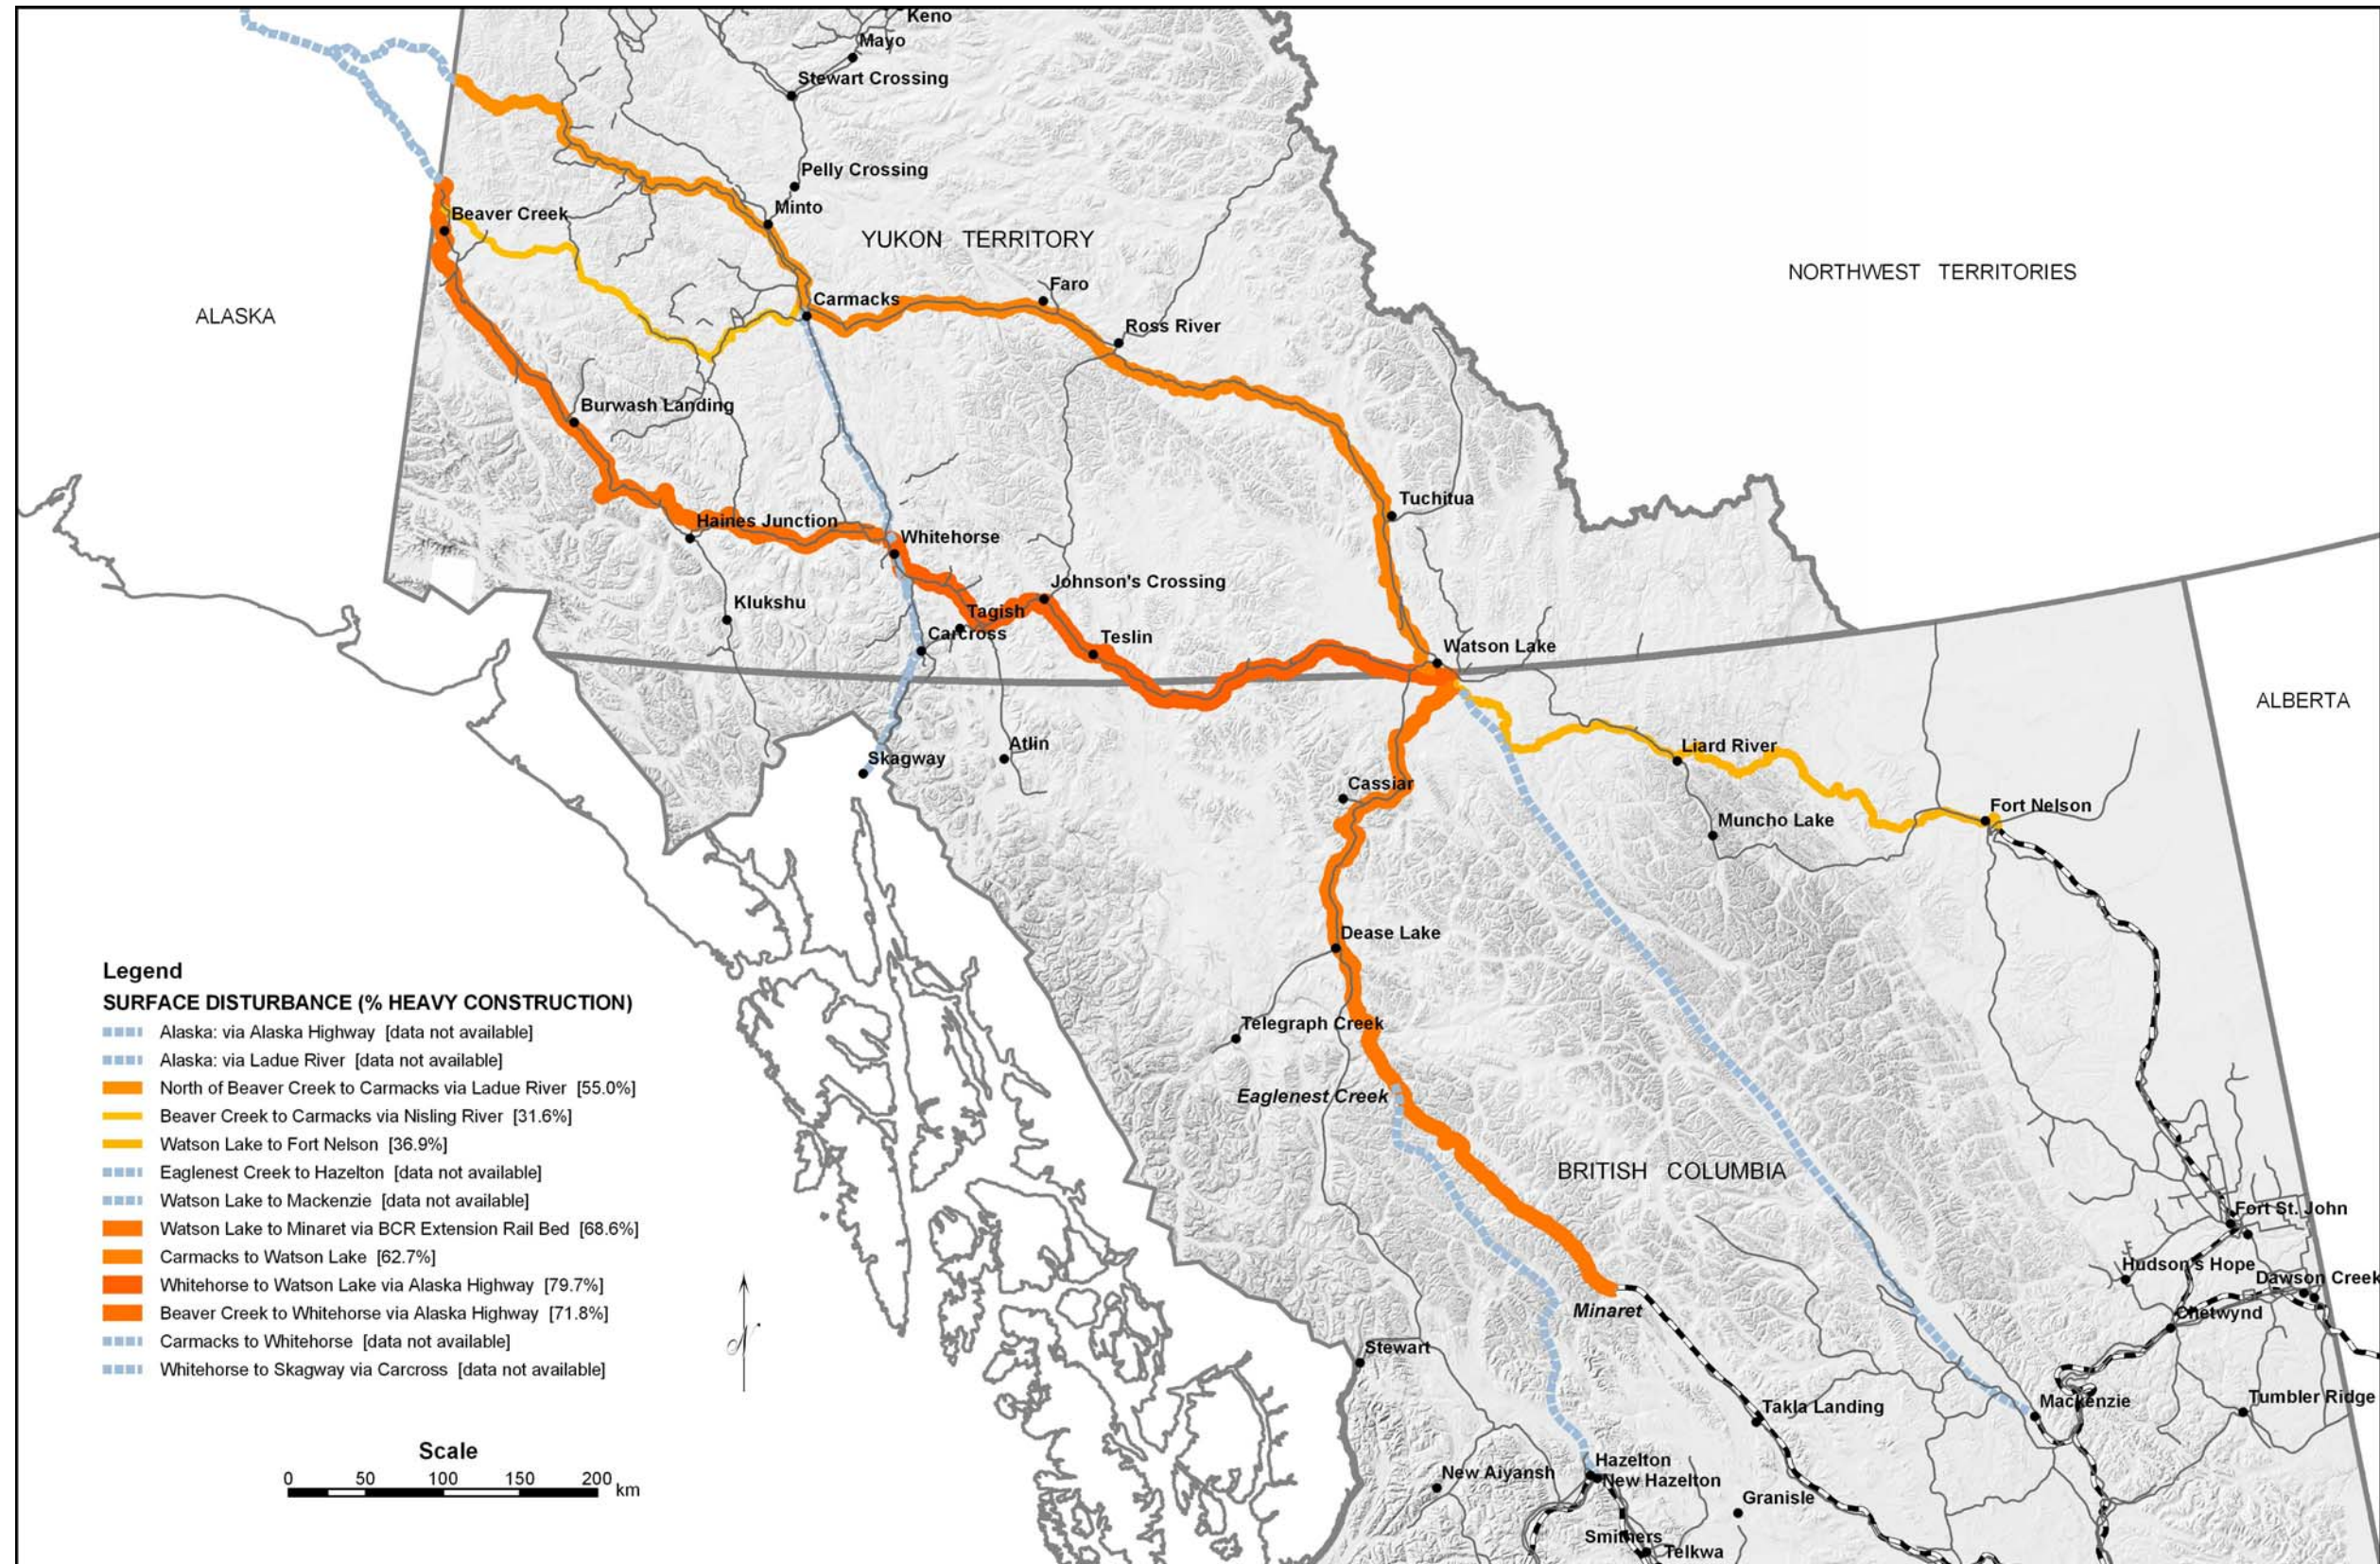 Keno
Mayo
Stewart Crossing
Pelly Crossing
Beaver Creek
Minto
YUKON TERRITORY
NORTHWEST TERRITORIES
Faro
Carmacks
ALASKA
Ross River
Burwash Landing
Tuchitua
Haines Junction
Whitehorse
Johnson's Crossing
Klukshu
Tagish
Carcross
Teslin
Watson Lake
ALBERTA
Skagway
Atlin
Liard River
Cassiar
Fort Nelson
Muncho Lake
Dease Lake
Telegraph Creek
Eaglenest Creek
BRITISH COLUMBIA
Fort St. John
Hudson's Hope
Dawson Creek
Minaret
Chetwynd
Stewart
Mackenzie
Tumbler Ridge
Takla Landing
Hazelton
New Aiyansh
New Hazelton
Granisle
Smithers
Telkwa
Legend
SURFACE DISTURBANCE (% HEAVY CONSTRUCTION)
Alaska: via Alaska Highway [data not available]
Alaska: via Ladue River [data not available]
North of Beaver Creek to Carmacks via Ladue River [55.0%]
Beaver Creek to Carmacks via Nisling River [31.6%]
Watson Lake to Fort Nelson [36.9%]
Eaglenest Creek to Hazelton [data not available]
Watson Lake to Mackenzie [data not available]
Watson Lake to Minaret via BCR Extension Rail Bed [68.6%]
Carmacks to Watson Lake [62.7%]
Whitehorse to Watson Lake via Alaska Highway [79.7%]
Beaver Creek to Whitehorse via Alaska Highway [71.8%]
Carmacks to Whitehorse [data not available]
Whitehorse to Skagway via Carcross [data not available]
N
Scale
0 50 100 150 200 km